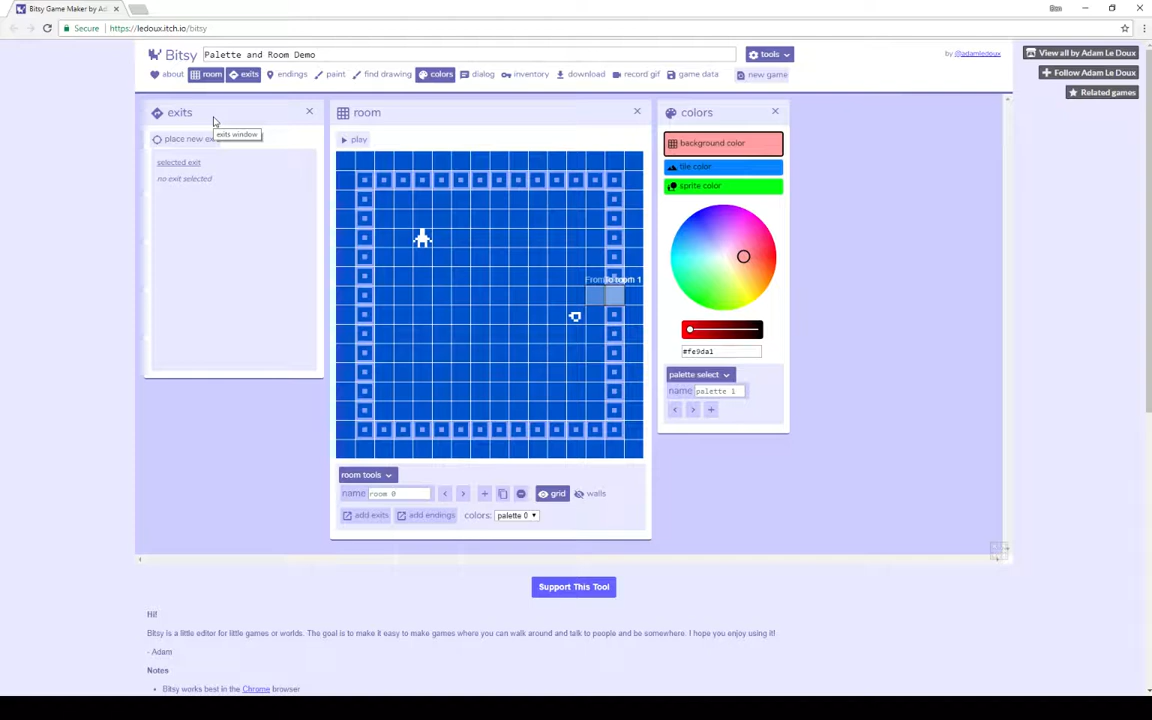 Bitsy Game Maker by Ad
Ben
Secure
https://ledoux.itch.io/bitsy
Bitsy
Palette and Room Demo
tools
by @adamledoux
View all by Adam Le Doux
Follow Adam Le Doux
Related games
about
room
exits
endings
paint
find drawing
colors
dialog
inventory
download
record gif
game data
new game
exits
exits window
place new ex
selected exit
no exit selected
room
play
to room 1
room tools
name room 0
grid
walls
add exits
add endings
colors: palette 0
colors
background color
tile color
sprite color
#fe9da1
palette select
name palette 1
< > +
Support This Tool
Hi!
Bitsy is a little editor for little games or worlds. The goal is to make it easy to make games where you can walk around and talk to people and be somewhere. I hope you enjoy using it!
- Adam
Notes
Bitsy works best in the Chrome browser